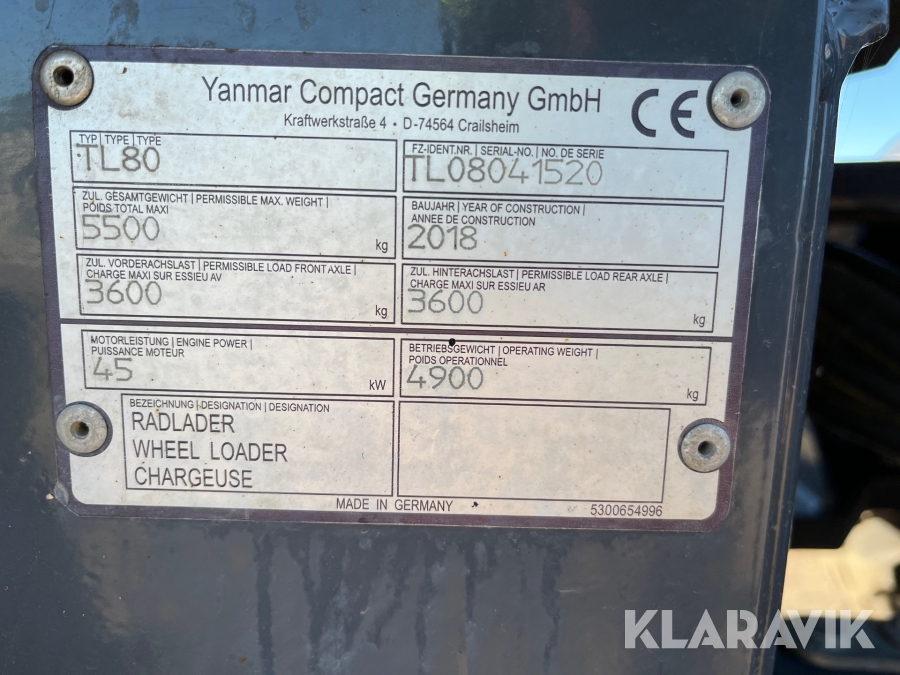 Yanmar Compact Germany GmbH
Kraftwerkstraße 4 • D-74564 Crailsheim
CE
TYP | TYPE | TYPE
TL80
FZ-IDENT.NR. | SERIAL-NO. | NO. DE SERIE
TL08041520
ZUL. GESAMTGEWICHT | PERMISSIBLE MAX. WEIGHT |
POIDS TOTAL MAXI
5500
kg
BAUJAHR | YEAR OF CONSTRUCTION |
ANNEE DE CONSTRUCTION
2018
ZUL. VORDERACHSLAST | PERMISSIBLE LOAD FRONT AXLE |
CHARGE MAXI SUR ESSIEU AV
3600
kg
ZUL. HINTERACHSLAST | PERMISSIBLE LOAD REAR AXLE |
CHARGE MAXI SUR ESSIEU AR
3600
kg
MOTORLEISTUNG | ENGINE POWER |
PUISSANCE MOTEUR
45
kW
BETRIEBSGEWICHT | OPERATING WEIGHT |
POIDS OPERATIONNEL
4900
kg
BEZEICHNUNG | DESIGNATION | DESIGNATION
RADLADER
WHEEL LOADER
CHARGEUSE
MADE IN GERMANY
5300654996
KLARAVIK